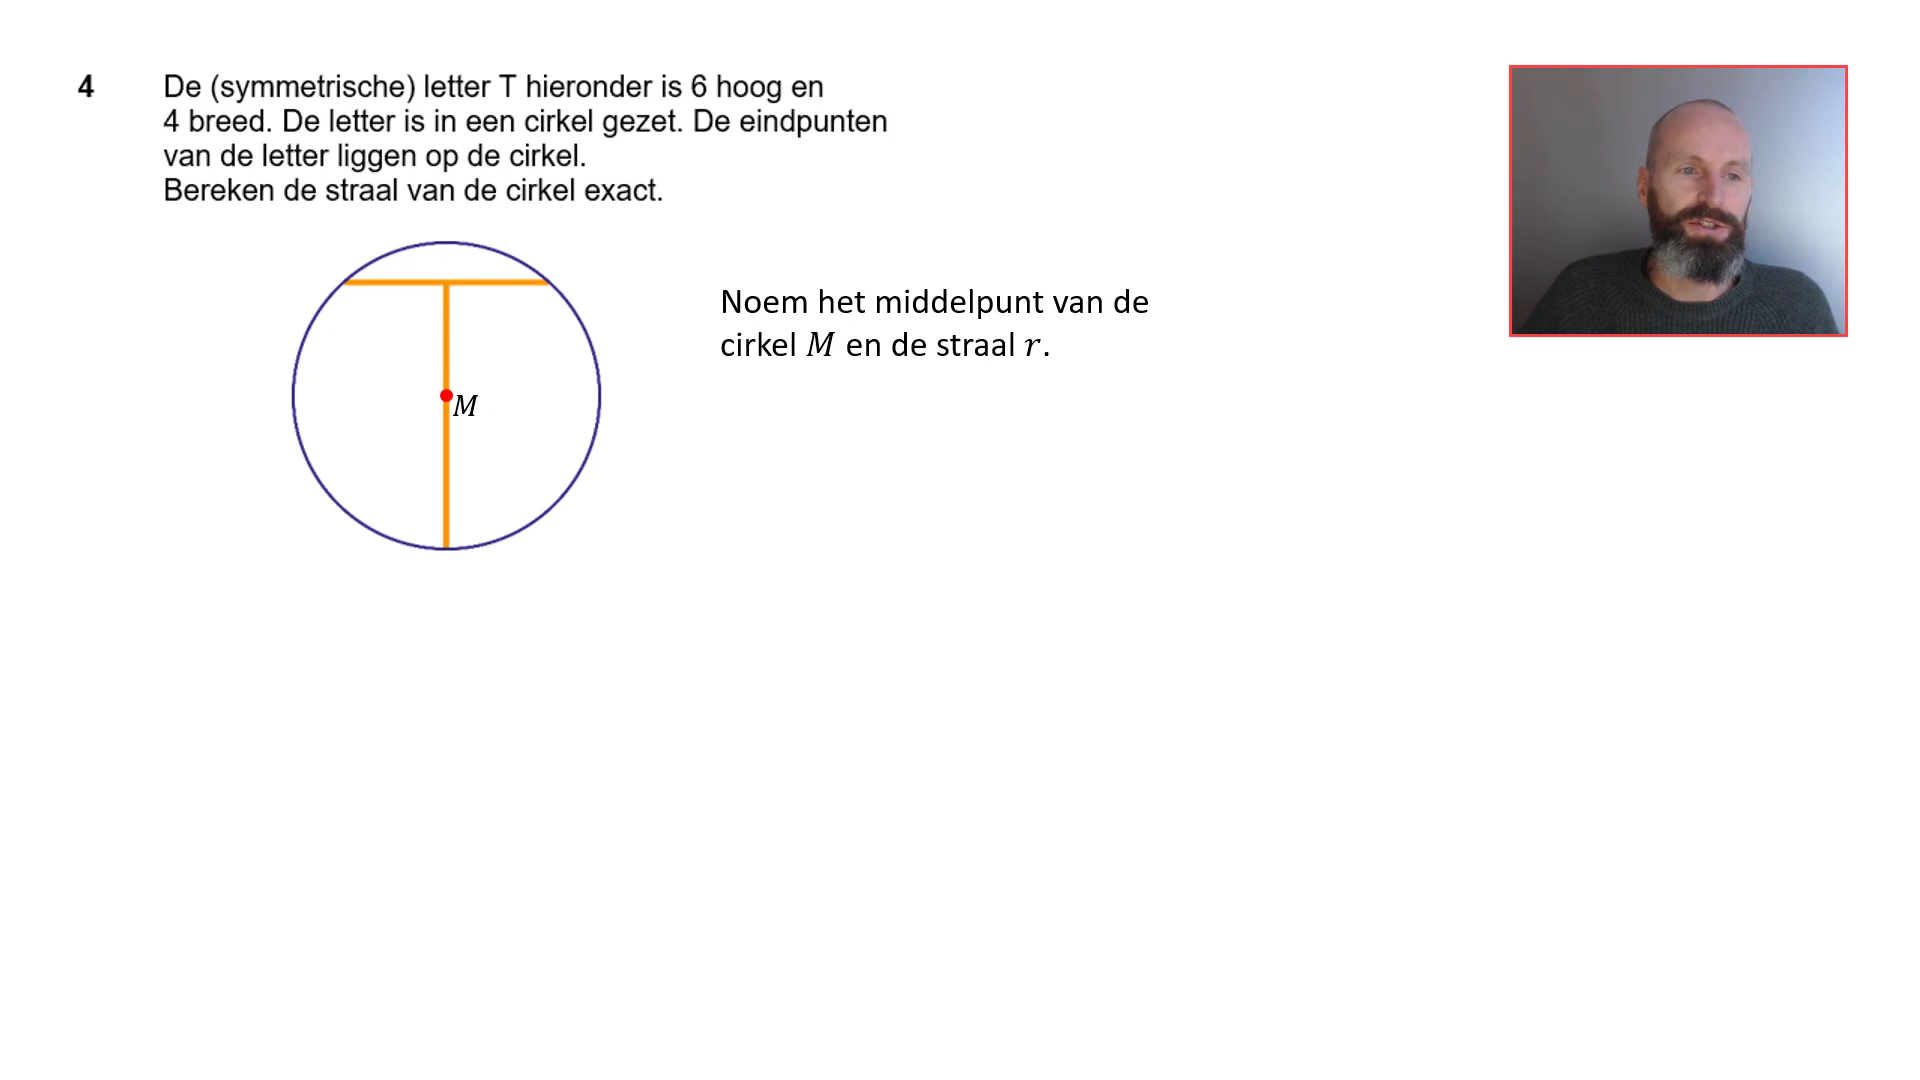 4 De (symmetrische) letter T hieronder is 6 hoog en
4 breed. De letter is in een cirkel gezet. De eindpunten
van de letter liggen op de cirkel.
Bereken de straal van de cirkel exact.
Noem het middelpunt van de
cirkel M en de straal r.
M